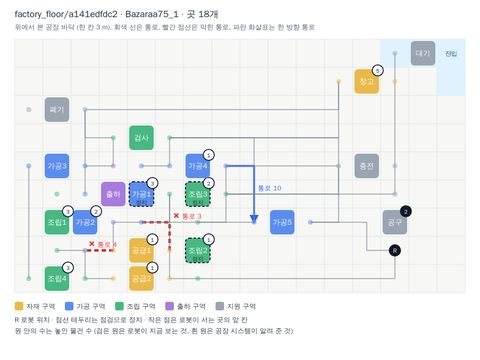 factory_floor/a141edfdc2 · Bazaraa75_1 · 곳 18개
위에서 본 공장 바닥 (한 칸 3 m). 회색 선은 통로, 빨간 점선은 막힌 통로, 파란 화살표는 한 방향 통로
대기
진입
창고
5
폐기
검사
가공3
가공4
1
충전
출하
가공1
3
조립3
2
통로 10
조립1
3
가공2
2
✕ 통로 3
가공5
공구
2
✕ 통로 4
공급1
1
조립2
1
R
조립4
3
공급2
1
자재 구역
가공 구역
조립 구역
출하 구역
지원 구역
R 로봇 위치 · 점선 테두리는 점검으로 정지 · 작은 점은 로봇이 서는 곳의 앞 칸
원 안의 수는 놓인 물건 수 (검은 원은 로봇이 지금 보는 것, 흰 원은 공장 시스템이 알려 준 것)